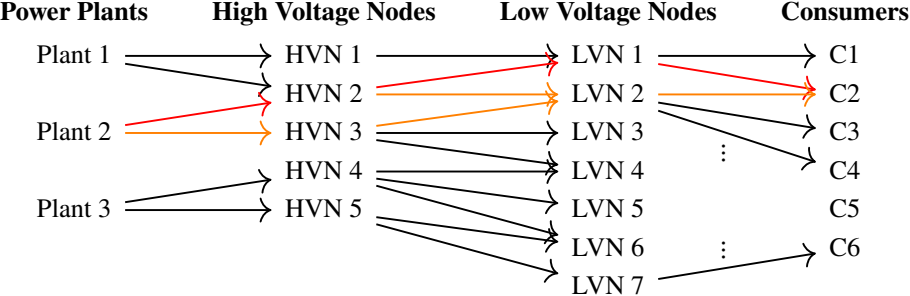 Power Plants High Voltage Nodes Low Voltage Nodes Consumers
Plant 1 HVN 1 LVN 1 C1
HVN 2 LVN 2 C2
Plant 2 HVN 3 LVN 3 C3
HVN 4 LVN 4 C4
Plant 3 HVN 5 LVN 5 C5
LVN 6 C6
LVN 7